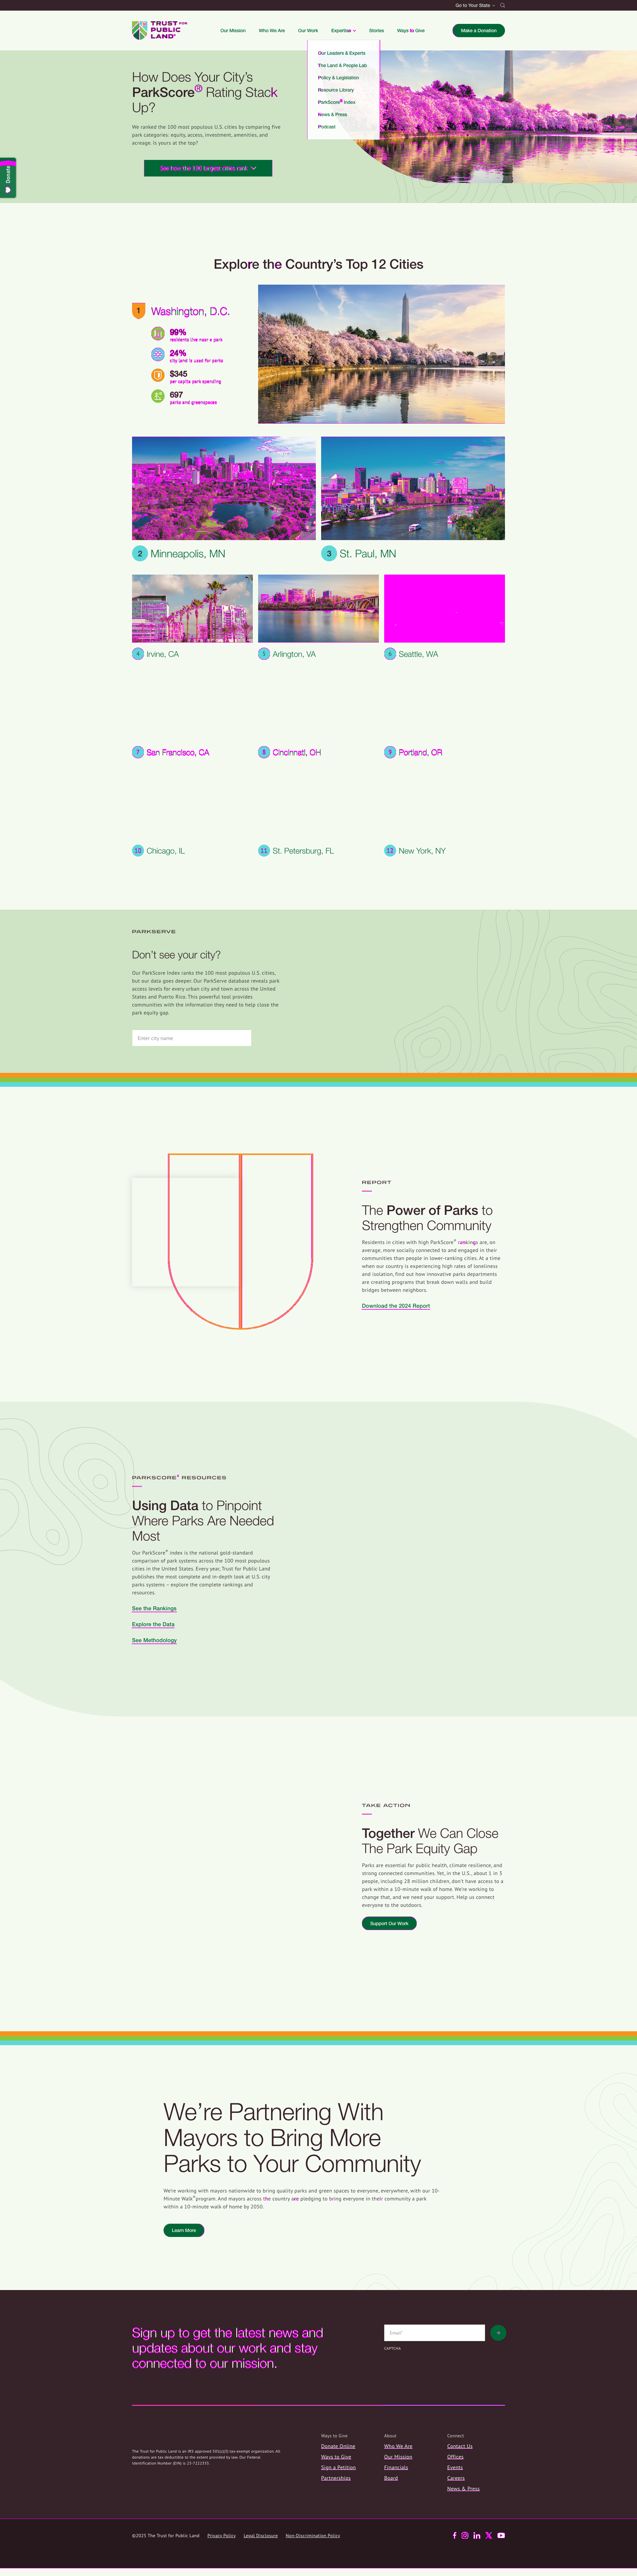 Go to Your State
TRUST FOR PUBLIC LAND
Our Mission
Who We Are
Our Work
Expertise
Stories
Ways to Give
Make a Donation
Our Leaders & Experts
The Land & People Lab
Policy & Legislation
Resource Library
ParkScore® Index
News & Press
Podcast
How Does Your City's
ParkScore® Rating Stack
Up?
We ranked the 100 most populous U.S. cities by comparing five
park categories: equity, access, investment, amenities, and
acreage. Is yours at the top?
See how the 100 largest cities rank
Donate
Explore the Country's Top 12 Cities
1
Washington, D.C.
99%
residents live near a park
24%
city land is used for parks
$345
per capita park spending
697
parks and greenspaces
2 Minneapolis, MN
3 St. Paul, MN
4 Irvine, CA
5 Arlington, VA
6 Seattle, WA
7 San Francisco, CA
8 Cincinnati, OH
9 Portland, OR
10 Chicago, IL
11 St. Petersburg, FL
12 New York, NY
PARKSERVE
Don't see your city?
Our ParkScore Index ranks the 100 most populous U.S. cities,
but our data goes deeper. Our ParkServe database reveals park
access levels for every urban city and town across the United
States and Puerto Rico. This powerful tool provides
communities with the information they need to help close the
park equity gap.
Enter city name
REPORT
The Power of Parks to
Strengthen Community
Residents in cities with high ParkScore® rankings are, on
average, more socially connected to and engaged in their
communities than people in lower-ranking cities. At a time
when our country is experiencing high rates of loneliness
and isolation, find out how innovative parks departments
are creating programs that break down walls and build
bridges between neighbors.
Download the 2024 Report
PARKSCORE® RESOURCES
Using Data to Pinpoint
Where Parks Are Needed
Most
Our ParkScore® index is the national gold-standard
comparison of park systems across the 100 most populous
cities in the United States. Every year, Trust for Public Land
publishes the most complete and in-depth look at U.S. city
parks systems – explore the complete rankings and
resources.
See the Rankings
Explore the Data
See Methodology
TAKE ACTION
Together We Can Close
The Park Equity Gap
Parks are essential for public health, climate resilience, and
strong connected communities. Yet, in the U.S., about 1 in 3
people, including 28 million children, don't have access to a
park within a 10-minute walk of home. We're working to
change that, and we need your support. Help us connect
everyone to the outdoors.
Support Our Work
We're Partnering With
Mayors to Bring More
Parks to Your Community
We're working with mayors nationwide to bring quality parks and green spaces to everyone, everywhere, with our 10-
Minute Walk® program. And mayors across the country are pledging to bring everyone in their community a park
within a 10-minute walk of home by 2050.
Learn More
Sign up to get the latest news and
updates about our work and stay
connected to our mission.
Email*
CAPTCHA
The Trust for Public Land is an IRS approved 501(c)(3) tax-exempt organization. All
donations are tax deductible to the extent provided by law. Our Federal
Identification Number (EIN) is 23-7222333.
Ways to Give
Donate Online
Ways to Give
Sign a Petition
Partnerships
About
Who We Are
Our Mission
Financials
Board
Connect
Contact Us
Offices
Events
Careers
News & Press
©2025 The Trust for Public Land
Privacy Policy
Legal Disclosure
Non-Discrimination Policy